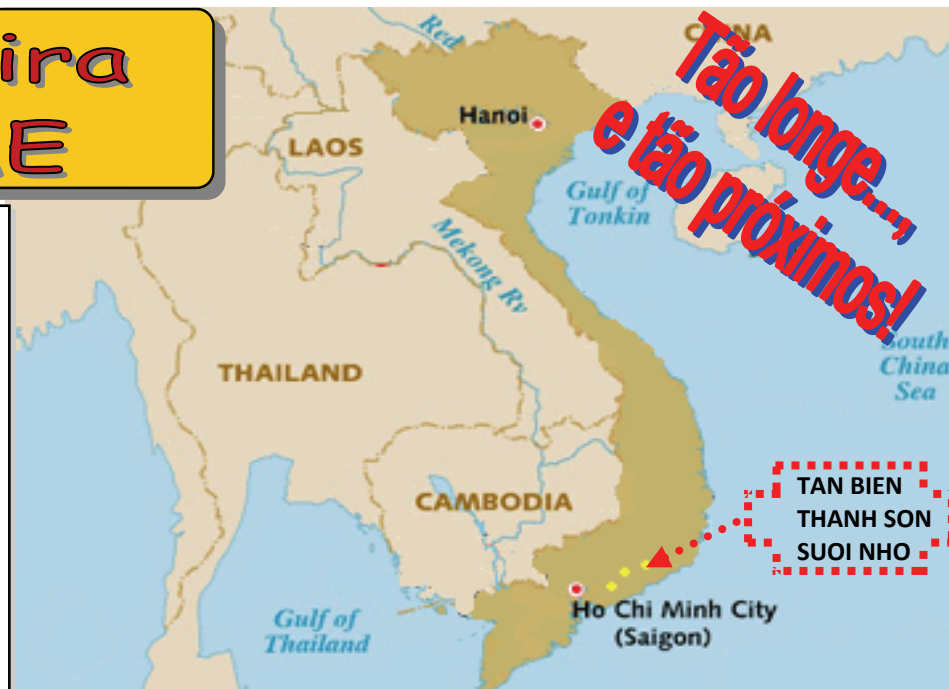 ira
E
CHINA
Tão longe...,
e tão próximos!
Red
Hanoi
LAOS
Gulf of
Tonkin
Mekong Rv
THAILAND
South
China
Sea
CAMBODIA
TAN BIEN
THANH SON
SUOI NHO
Ho Chi Minh City
(Saigon)
Gulf of
Thailand